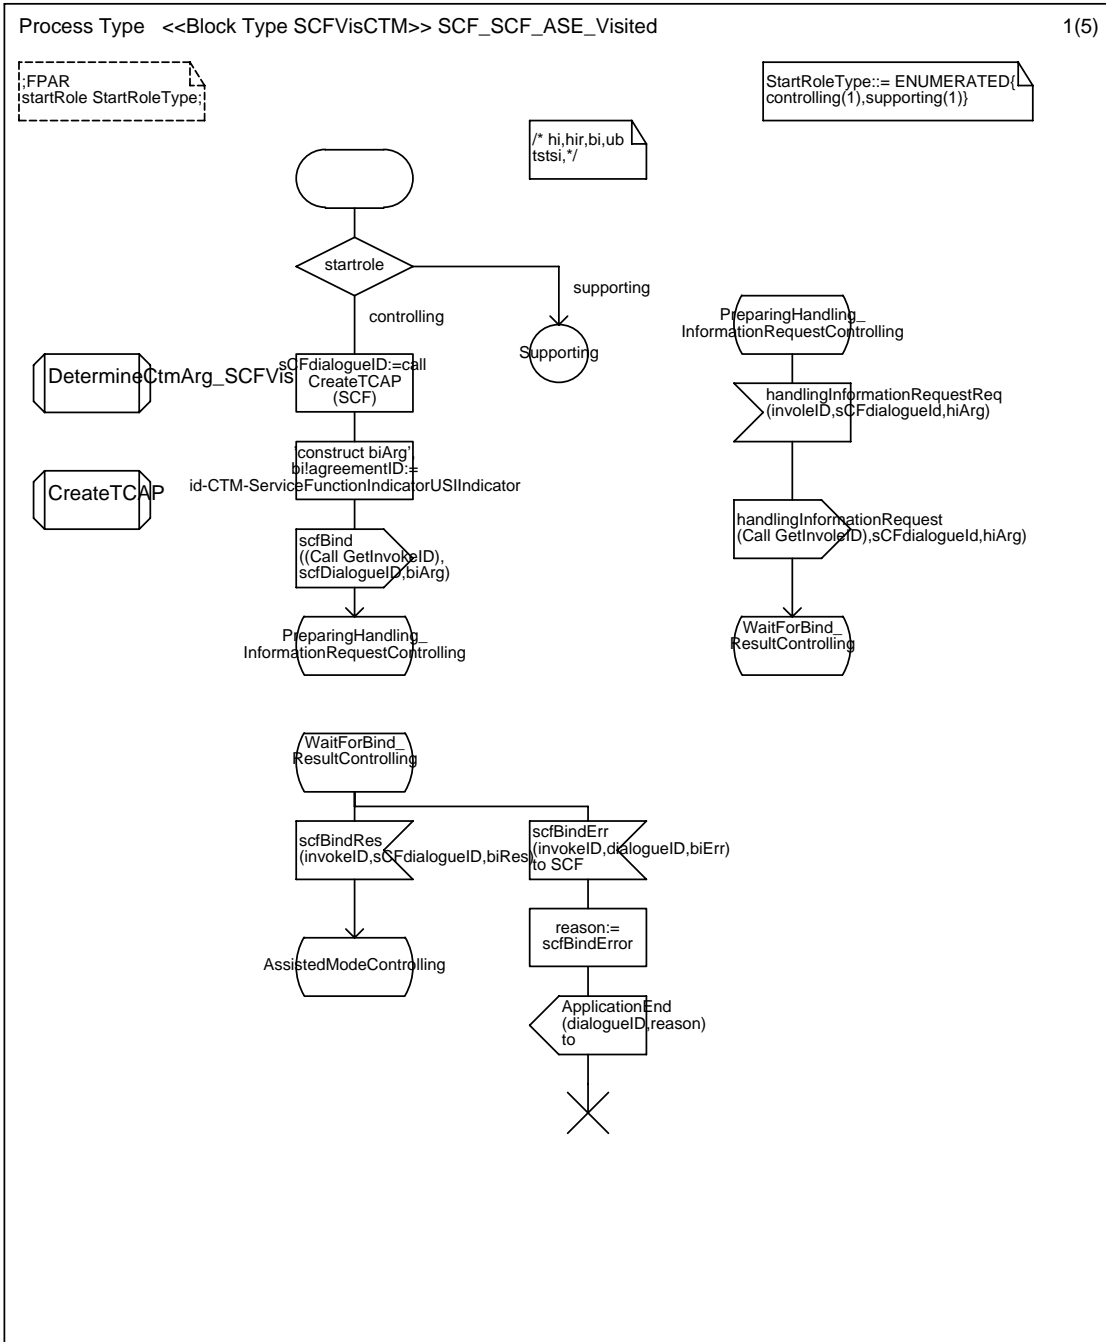 Process Type <<Block Type SCFVisCTM>> SCF_SCF_ASE_Visited
1(5)
;FPAR
startRole StartRoleType;
StartRoleType::= ENUMERATED{
controlling(1),supporting(1)}
/* hi,hir,bi,ub
tstsi,*/
startrole
supporting
controlling
Supporting
DetermineCtmArg_SCFVis
sCFdialogueID:=call
CreateTCAP
(SCF)
CreateTCAP
'construct biArg',
bi!agreementID:=
id-CTM-ServiceFunctionIndicatorUSIIndicator
scfBind
((Call GetInvokeID),
scfDialogueID,biArg)
PreparingHandling_
InformationRequestControlling
PreparingHandling_
InformationRequestControlling
handlingInformationRequestReq
(involeID,sCFdialogueId,hiArg)
handlingInformationRequest
(Call GetInvoleID),sCFdialogueId,hiArg)
WaitForBind_
ResultControlling
WaitForBind_
ResultControlling
scfBindRes
(invokeID,sCFdialogueID,biRes)
AssistedModeControlling
scfBindErr
(invokeID,dialogueID,biErr)
to SCF
reason:=
scfBindError
ApplicationEnd
(dialogueID,reason)
to